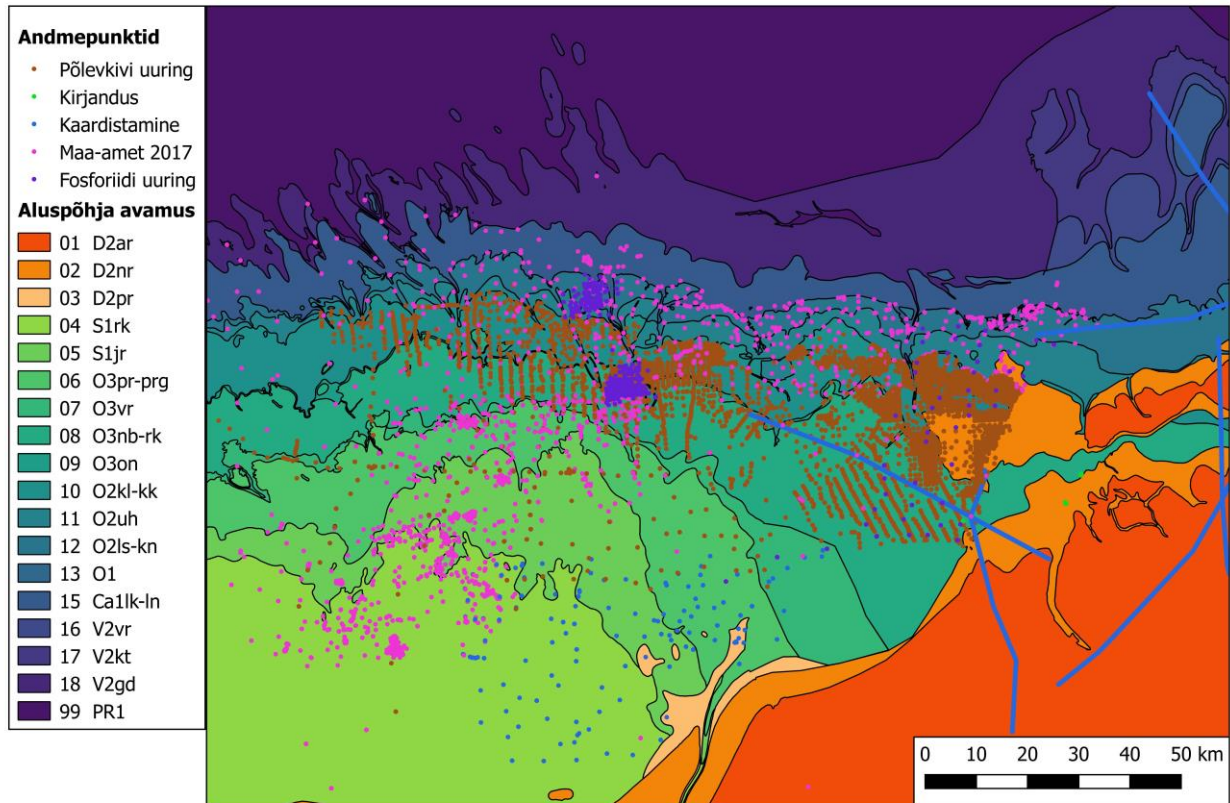 Andmepunktid
Põlevkivi uuring
Kirjandus
Kaardistamine
Maa-amet 2017
Fosforiidi uuring
Aluspõhja avamus
01 D2ar
02 D2nr
03 D2pr
04 S1rk
05 S1jr
06 O3pr-prg
07 O3vr
08 O3nb-rk
09 O3on
10 O2kl-kk
11 O2uh
12 O2ls-kn
13 O1
15 Ca1lk-ln
16 V2vr
17 V2kt
18 V2gd
99 PR1
0 10 20 30 40 50 km